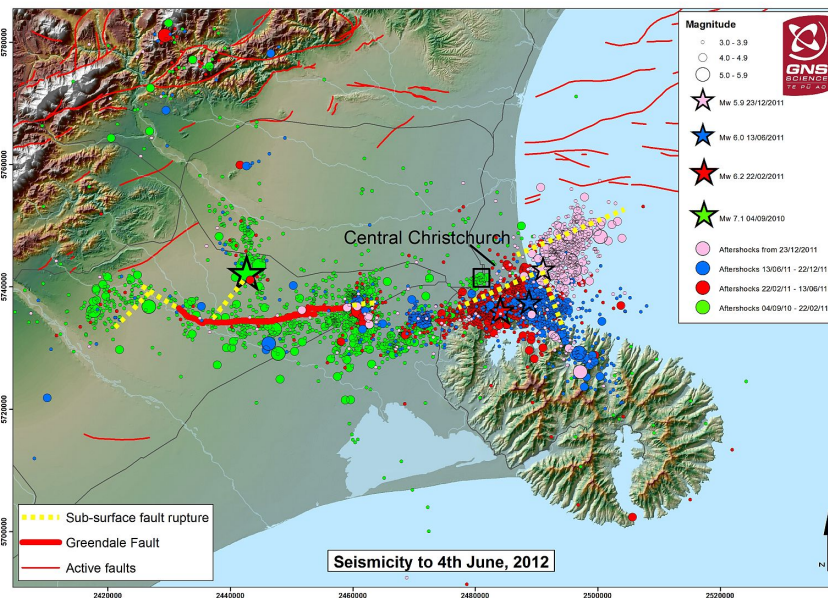 Magnitude
3.0 - 3.9
4.0 - 4.9
5.0 - 5.9
Mw 5.9 23/12/2011
Mw 6.0 13/06/2011
Mw 6.2 22/02/2011
Mw 7.1 04/09/2010
Aftershocks from 23/12/2011
Aftershocks 13/06/11 - 22/12/11
Aftershocks 22/02/11 - 13/06/11
Aftershocks 04/09/10 - 22/02/11
GNS
SCIENCE
TE PŪ AO
Central Christchurch
5780000
5760000
5740000
5720000
5700000
Sub-surface fault rupture
Greendale Fault
Active faults
Seismicity to 4th June, 2012
z
2420000
2440000
2460000
2480000
2500000
2520000